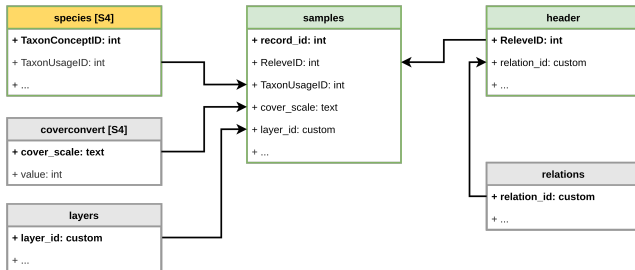 species [S4]
+ TaxonConceptID: int
+ TaxonUsageID: int
+ ...
coverconvert [S4]
+ cover_scale: text
+ value: int
layers
+ layer_id: custom
+ ...
samples
+ record_id: int
+ ReleveID: int
+ TaxonUsageID: int
+ cover_scale: text
+ layer_id: custom
+ ...
header
+ ReleveID: int
+ relation_id: custom
+ ...
relations
+ relation_id: custom
+ ...